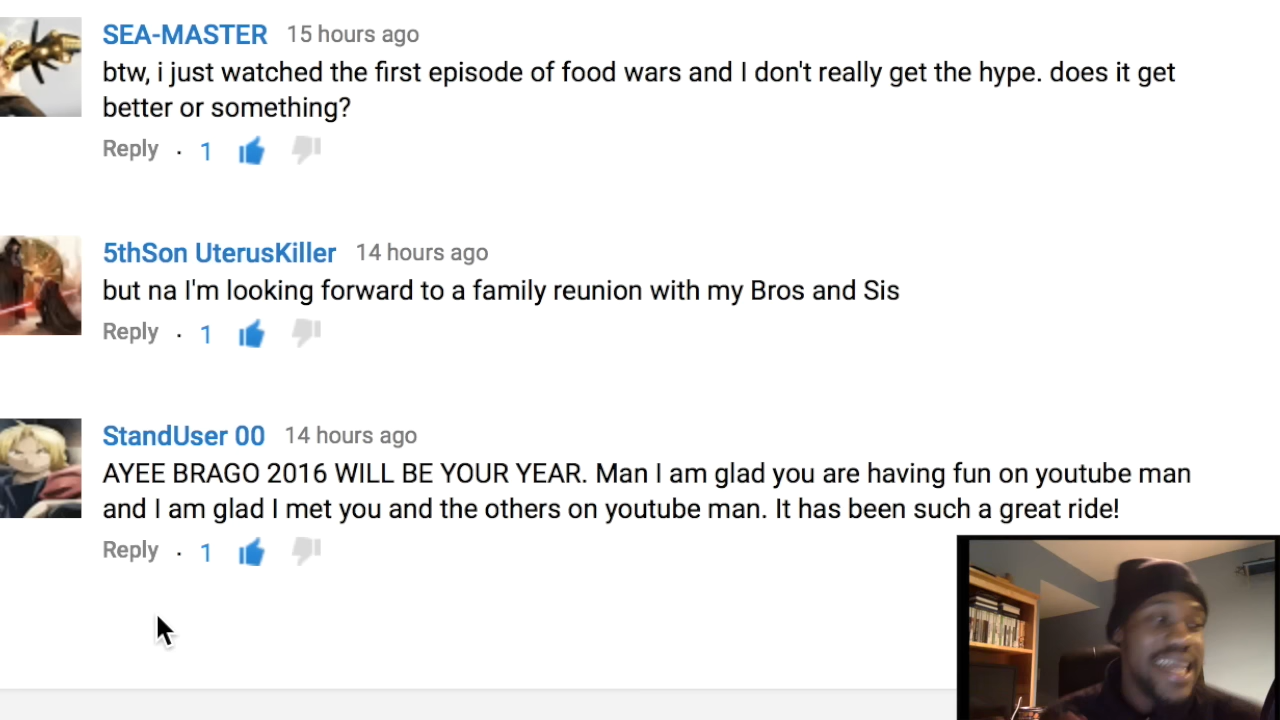 SEA-MASTER 15 hours ago
btw, i just watched the first episode of food wars and I don't really get the hype. does it get
better or something?
Reply · 1
5thSon UterusKiller 14 hours ago
but na I'm looking forward to a family reunion with my Bros and Sis
Reply · 1
StandUser 00 14 hours ago
AYEE BRAGO 2016 WILL BE YOUR YEAR. Man I am glad you are having fun on youtube man
and I am glad I met you and the others on youtube man. It has been such a great ride!
Reply · 1